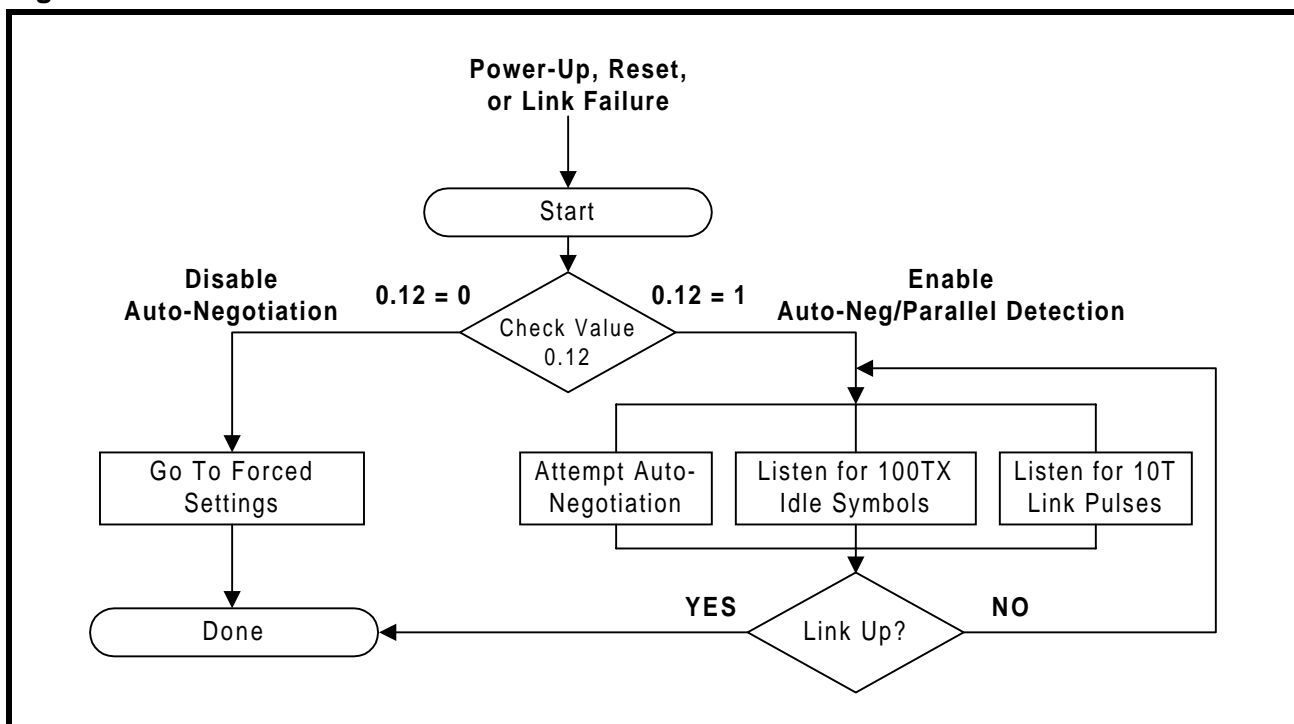 Power-Up, Reset,
or Link Failure
Start
Disable
Auto-Negotiation
0.12 = 0
0.12 = 1
Enable
Auto-Neg/Parallel Detection
Check Value
0.12
Go To Forced
Settings
Attempt Auto-
Negotiation
Listen for 100TX
Idle Symbols
Listen for 10T
Link Pulses
Done
YES
Link Up?
NO